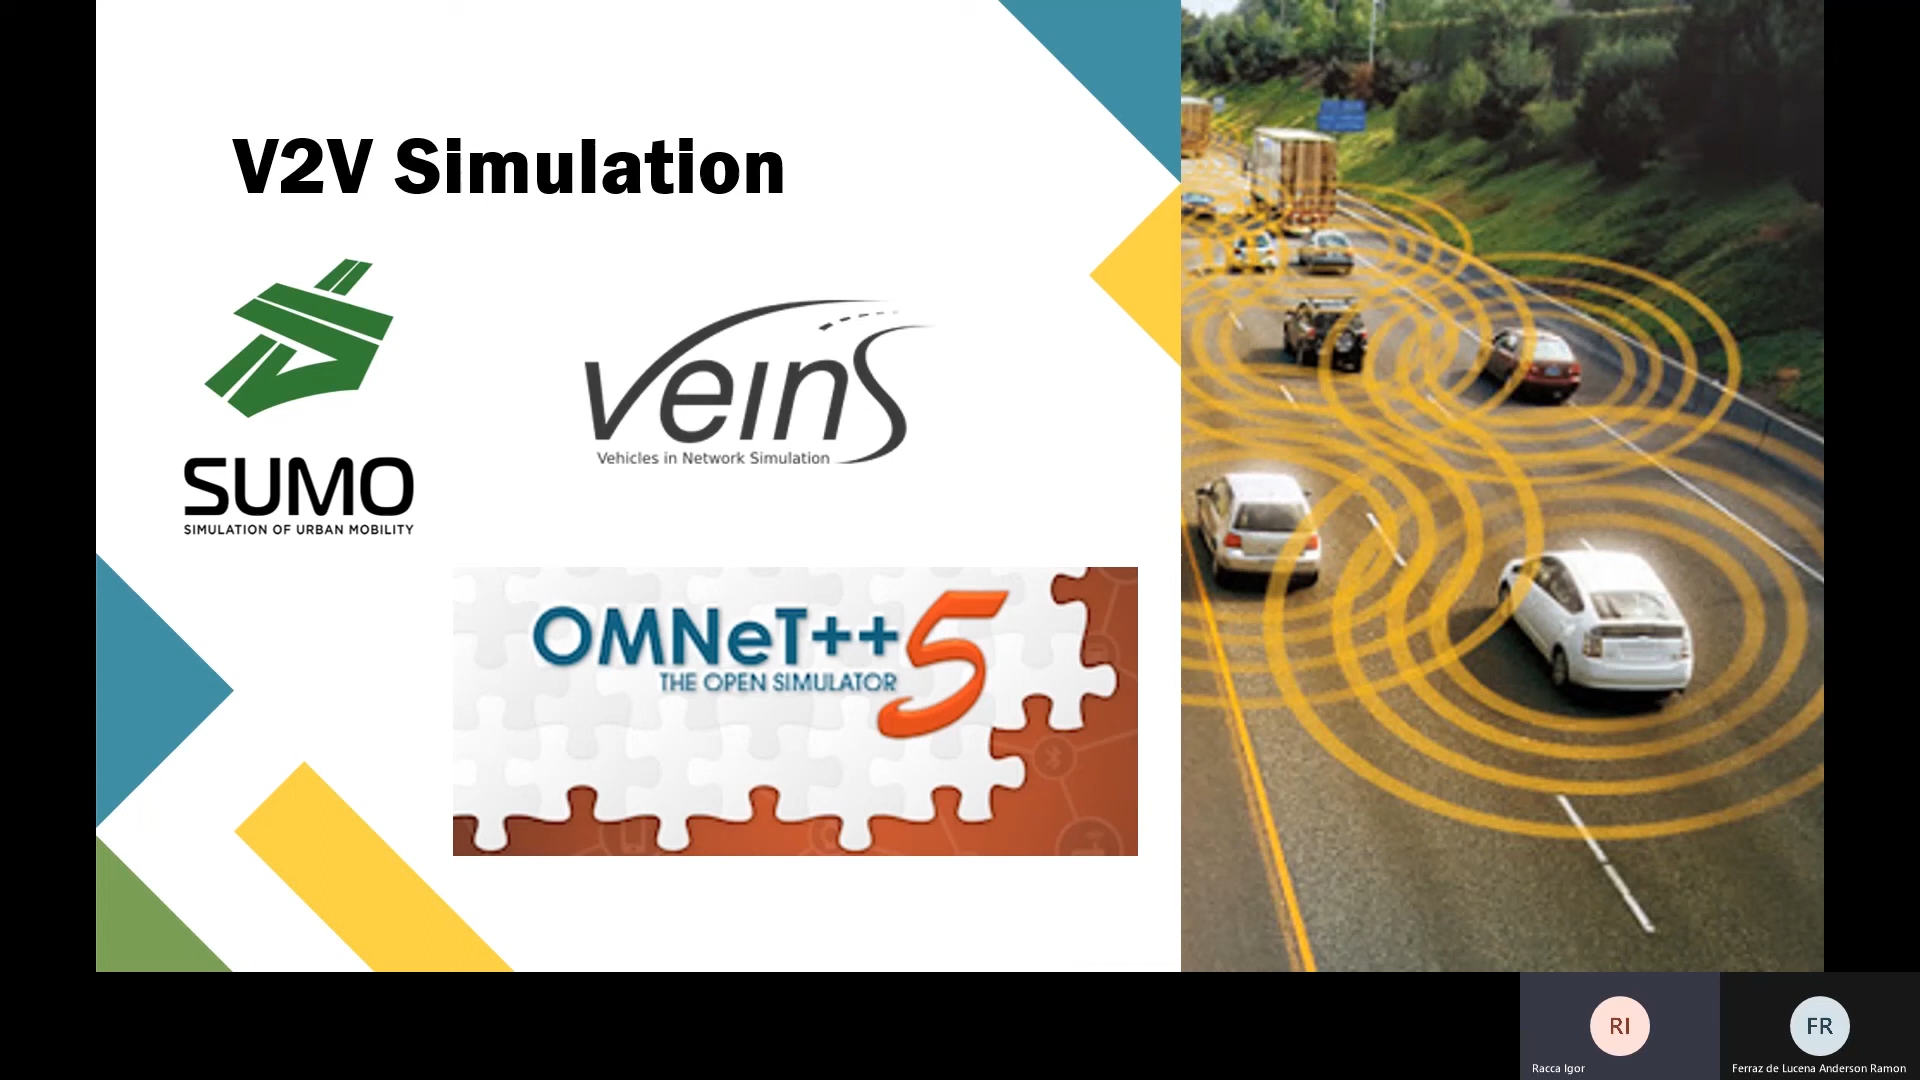 V2V Simulation
SUMO
SIMULATION OF URBAN MOBILITY
veins
Vehicles in Network Simulation
OMNeT++ 5
THE OPEN SIMULATOR
RI
Racca Igor
FR
Ferraz de Lucena Anderson Ramon